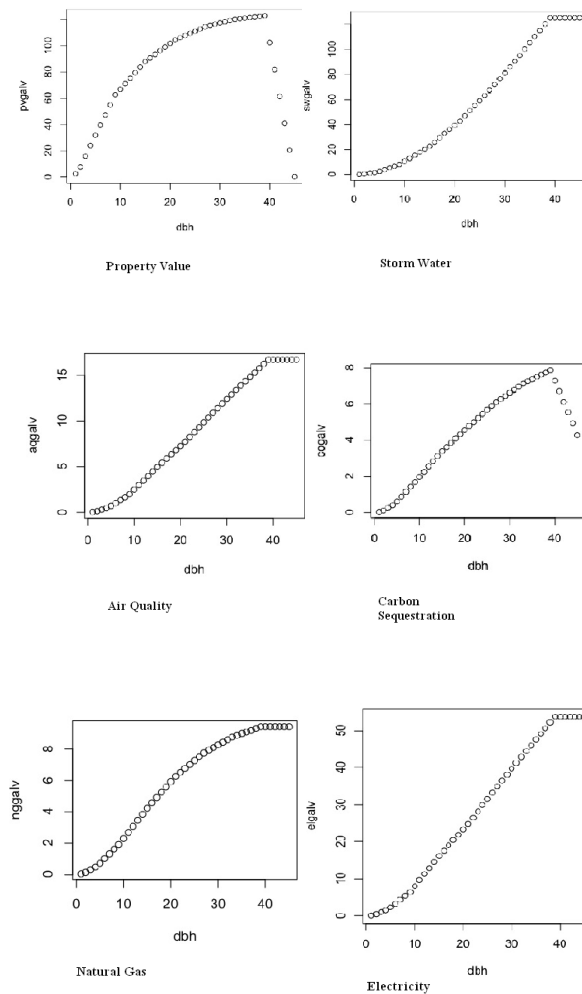 pvgalv
0 20 40 60 80 100
0 10 20 30 40
dbh
Property Value
swgalv
0 20 40 60 80 100 120
0 10 20 30 40
dbh
Storm Water
aqgalv
0 5 10 15
0 10 20 30 40
dbh
Air Quality
cogalv
0 2 4 6 8
0 10 20 30 40
dbh
Carbon
Sequestration
nggalv
0 2 4 6 8
0 10 20 30 40
dbh
Natural Gas
elgalv
0 10 20 30 40 50
0 10 20 30 40
dbh
Electricity